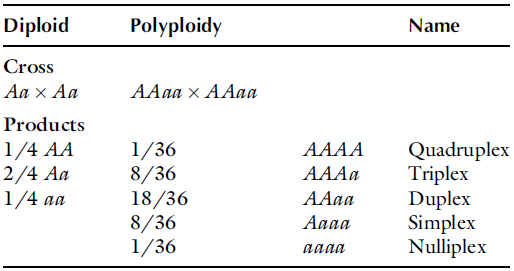 Diploid Polyploidy Name
Cross
Aa × Aa AAaa × AAaa
Products
1/4 AA 1/36 AAAA Quadruplex
2/4 Aa 8/36 AAAa Triplex
1/4 aa 18/36 AAaa Duplex
8/36 Aaaa Simplex
1/36 aaaa Nulliplex